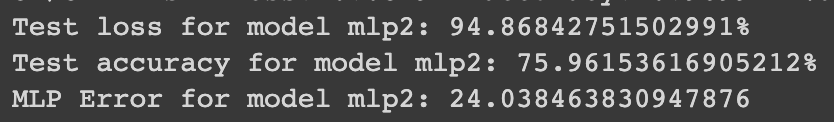 Test loss for model mlp2: 94.86842751502991%
Test accuracy for model mlp2: 75.96153616905212%
MLP Error for model mlp2: 24.038463830947876